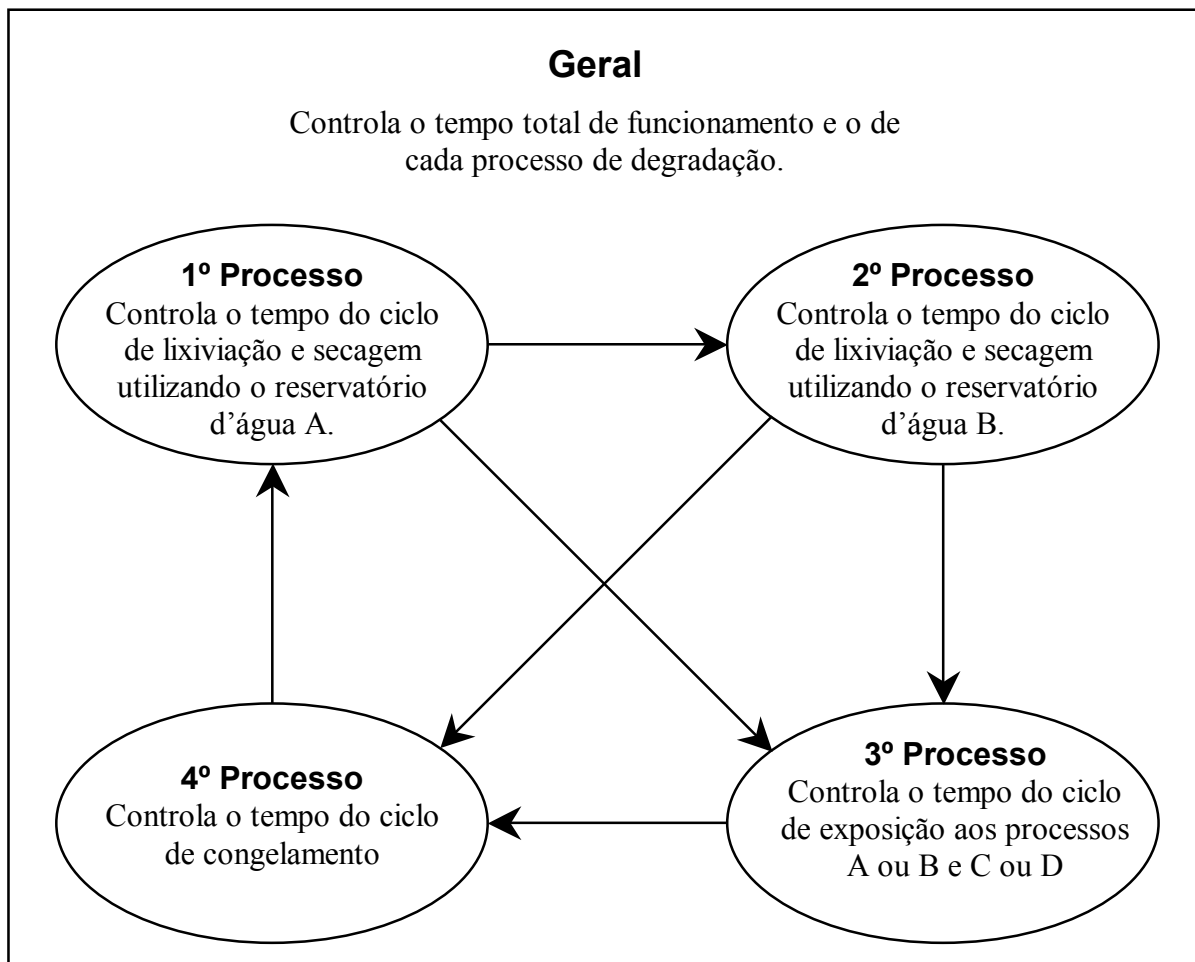 Geral
Controla o tempo total de funcionamento e o de
cada processo de degradação.
1º Processo
Controla o tempo do ciclo
de lixiviação e secagem
utilizando o reservatório
d’água A.
2º Processo
Controla o tempo do ciclo
de lixiviação e secagem
utilizando o reservatório
d’água B.
4º Processo
Controla o tempo do ciclo
de congelamento
3º Processo
Controla o tempo do ciclo
de exposição aos processos
A ou B e C ou D